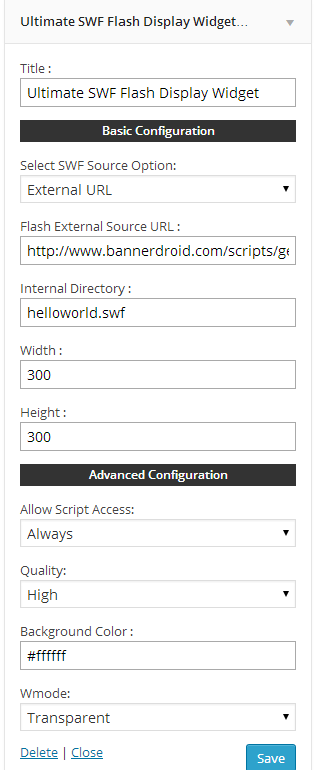 Ultimate SWF Flash Display Widget...
Title :
Ultimate SWF Flash Display Widget
Basic Configuration
Select SWF Source Option:
External URL
Flash External Source URL :
http://www.bannerdroid.com/scripts/ge
Internal Directory :
helloworld.swf
Width :
300
Height :
300
Advanced Configuration
Allow Script Access:
Always
Quality:
High
Background Color :
#ffffff
Wmode:
Transparent
Delete | Close Save